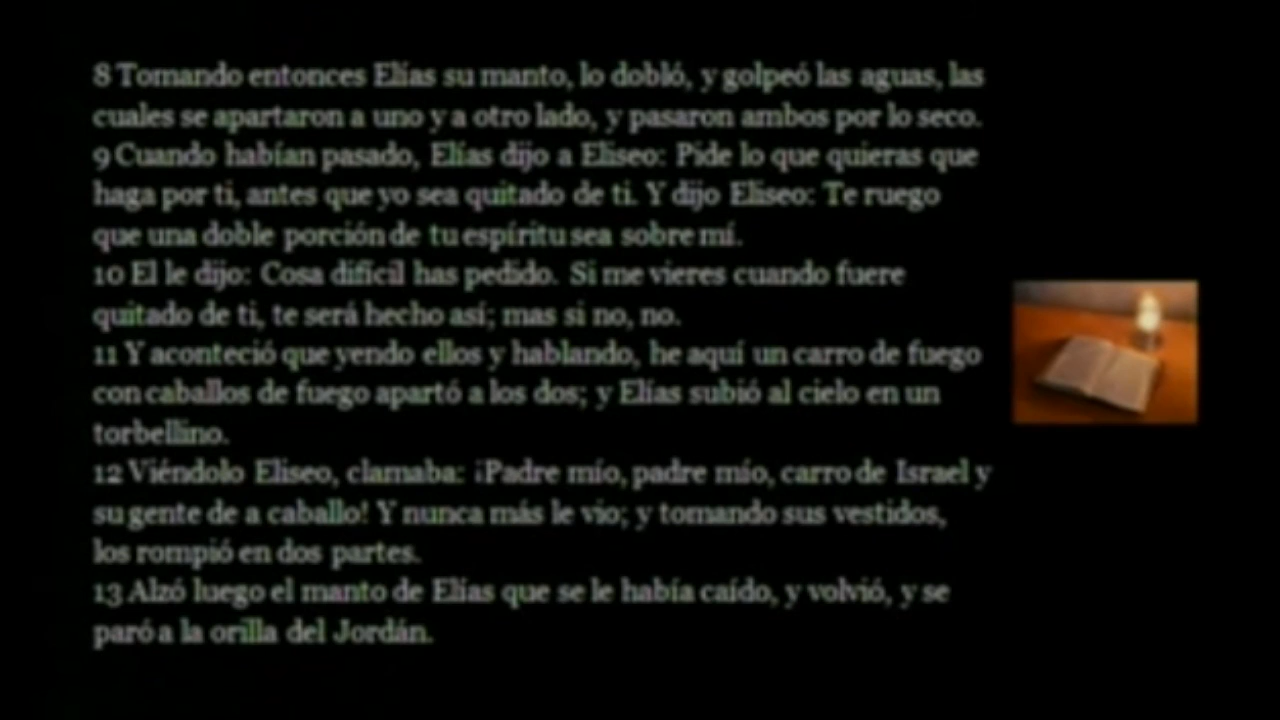 8 Tomando entonces Elías su manto, lo dobló, y golpeó las aguas, las
cuales se apartaron a uno y a otro lado, y pasaron ambos por lo seco.
9 Cuando habían pasado, Elías dijo a Eliseo: Pide lo que quieras que
haga por ti, antes que yo sea quitado de ti. Y dijo Eliseo: Te ruego
que una doble porción de tu espíritu sea sobre mí.
10 El le dijo: Cosa difícil has pedido. Si me vieres cuando fuere
quitado de ti, te será hecho así; mas si no, no.
11 Y aconteció que yendo ellos y hablando, he aquí un carro de fuego
con caballos de fuego apartó a los dos; y Elías subió al cielo en un
torbellino.
12 Viéndolo Eliseo, clamaba: ¡Padre mío, padre mío, carro de Israel y
su gente de a caballo! Y nunca más le vio; y tomando sus vestidos,
los rompió en dos partes.
13 Alzó luego el manto de Elías que se le había caído, y volvió, y se
paró a la orilla del Jordán.